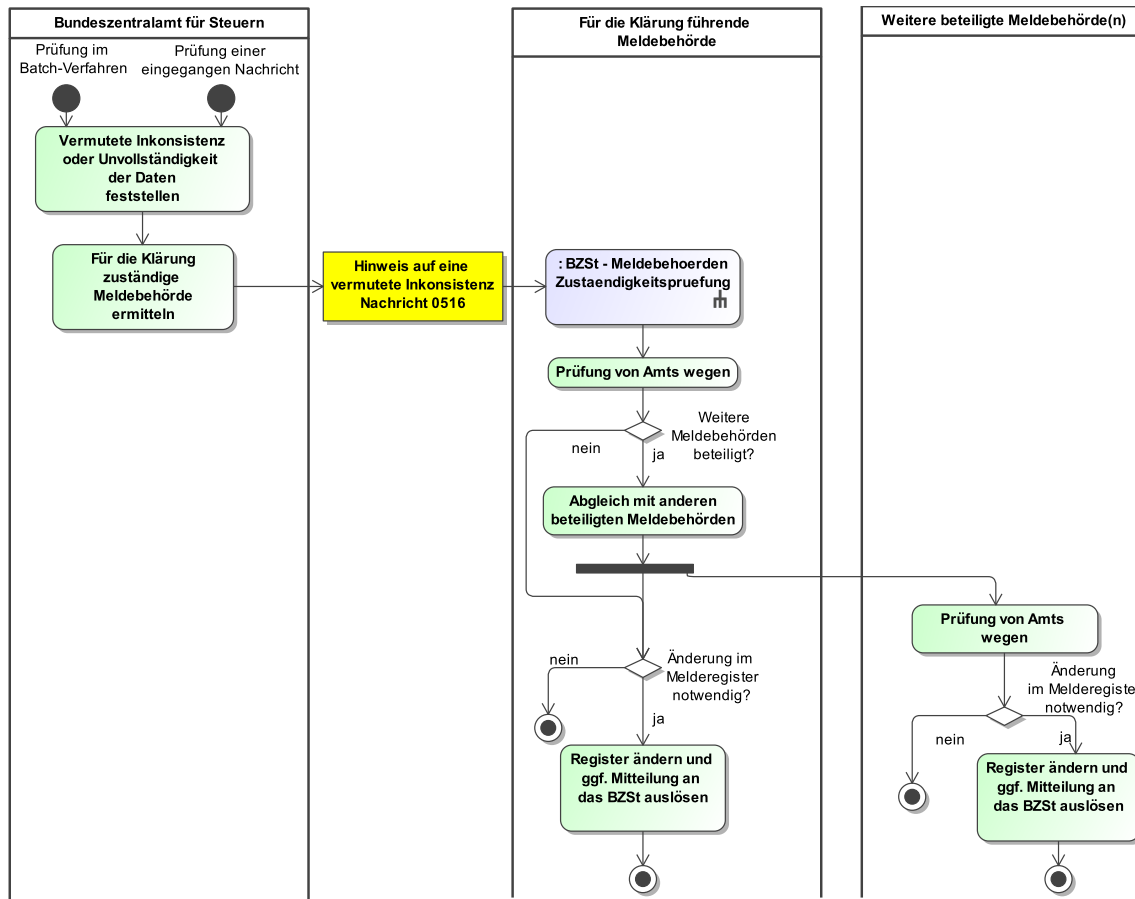 Bundeszentralamt für Steuern
Prüfung im
Batch-Verfahren
Prüfung einer
eingegangen Nachricht
Vermutete Inkonsistenz
oder Unvollständigkeit
der Daten
feststellen
Für die Klärung
zuständige
Meldebehörde
ermitteln
Hinweis auf eine
vermutete Inkonsistenz
Nachricht 0516
Für die Klärung führende
Meldebehörde
: BZSt - Meldebehoerden
Zustaendigkeitspruefung
Prüfung von Amts wegen
Weitere
Meldebehörden
beteiligt?
nein
ja
Abgleich mit anderen
beteiligten Meldebehörden
Änderung im
Melderegister
notwendig?
nein
ja
Register ändern und
ggf. Mitteilung an
das BZSt auslösen
Weitere beteiligte Meldebehörde(n)
Prüfung von Amts
wegen
Änderung
im Melderegister
notwendig?
nein
ja
Register ändern und
ggf. Mitteilung an
das BZSt auslösen